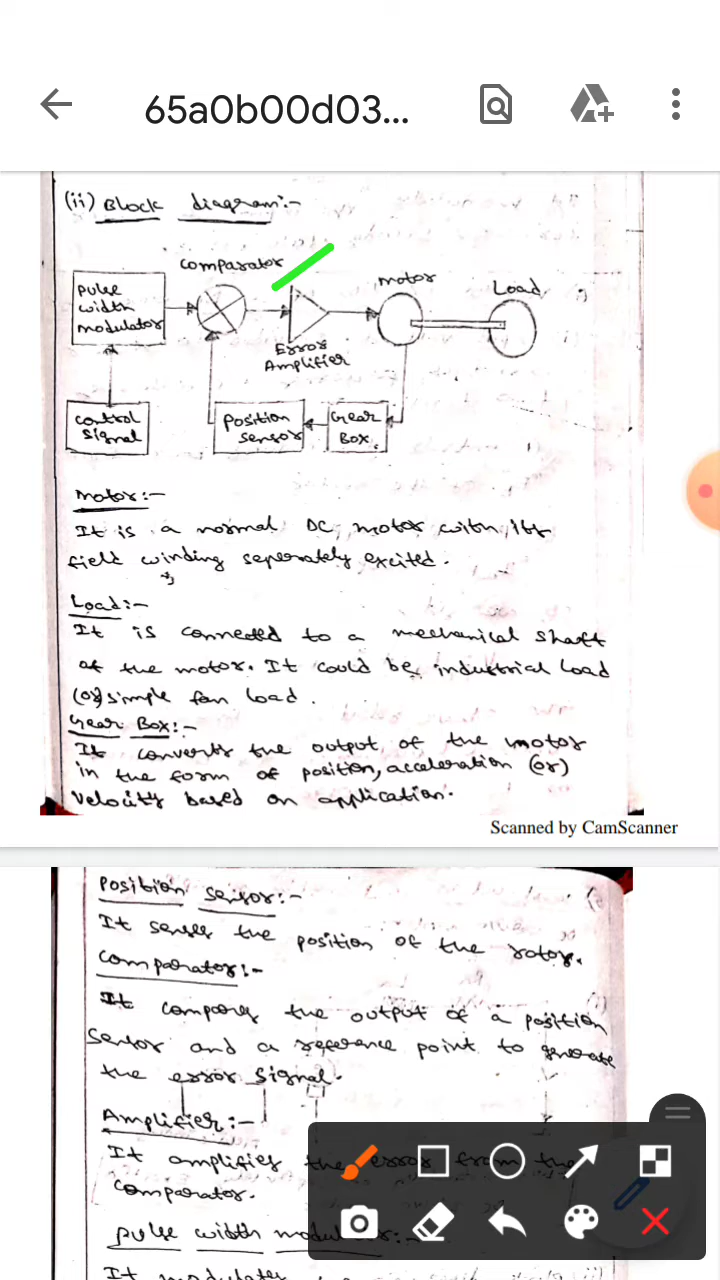 65a0b00d03...
(ii) Block diagram:-
comparator
motor
Load
pulse
width
modulator
Error
Amplifier
control
signal
position
sensor
Gear
Box
Motor:-
It is a normal DC motor with its
field winding seperately excited.
Load:-
It is connected to a mechanical shaft
of the motor. It could be industrial load
(or) simple fan load.
Gear Box:-
It converts the output of the motor
in the form of position, acceleration (or)
velocity based on application.
Scanned by CamScanner
Position sensor:-
It senses the position of the rotor.
comparator:-
It compares the output of a position
sensor and a reference point to generate
the error signal.
Amplifier:-
It amplifies the error from the
comparator.
pulse width
It modulates